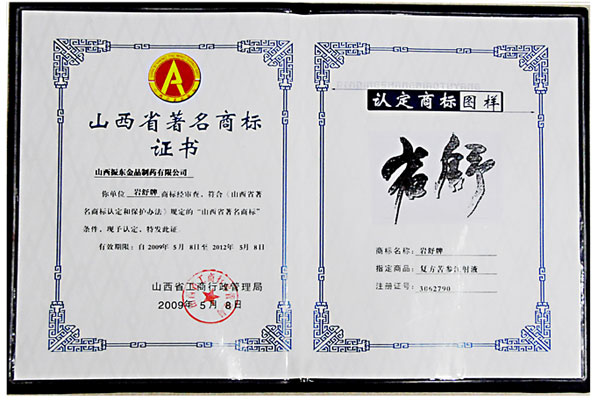 山西省著名商标
证书
山西振东金晶制药有限公司
你单位 岩舒牌 商标经审查，符合《山西省著
名商标认定和保护办法》规定的“山西省著名商标”
条件，现予认定，特发此证。
有效期限：自2009年 5月 8日至 2012年 5月 8日
山西省工商行政管理局
2009年 5月 8日
认定商标图样
岩舒
商标名称：岩舒牌
指定商品：复方苦参注射液
注册证号：3062790